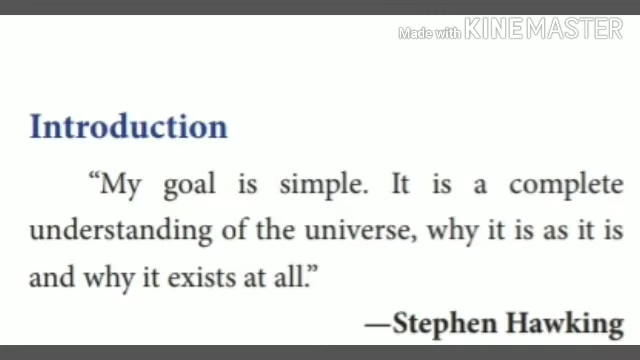 Made with KINEMASTER
Introduction
“My goal is simple. It is a complete
understanding of the universe, why it is as it is
and why it exists at all.”
—Stephen Hawking